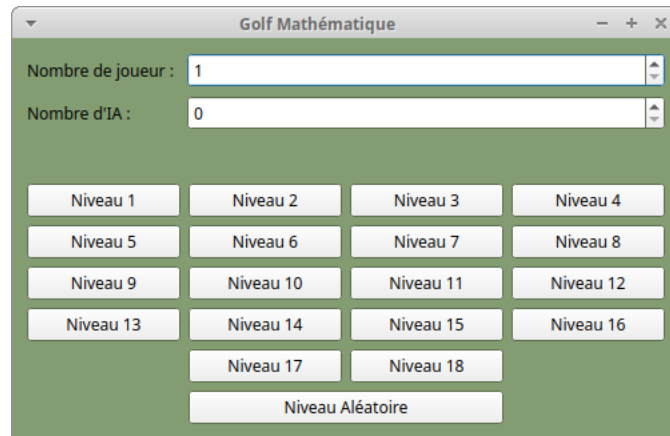 Golf Mathématique
Nombre de joueur : 1
Nombre d'IA : 0
Niveau 1 Niveau 2 Niveau 3 Niveau 4
Niveau 5 Niveau 6 Niveau 7 Niveau 8
Niveau 9 Niveau 10 Niveau 11 Niveau 12
Niveau 13 Niveau 14 Niveau 15 Niveau 16
Niveau 17 Niveau 18
Niveau Aléatoire